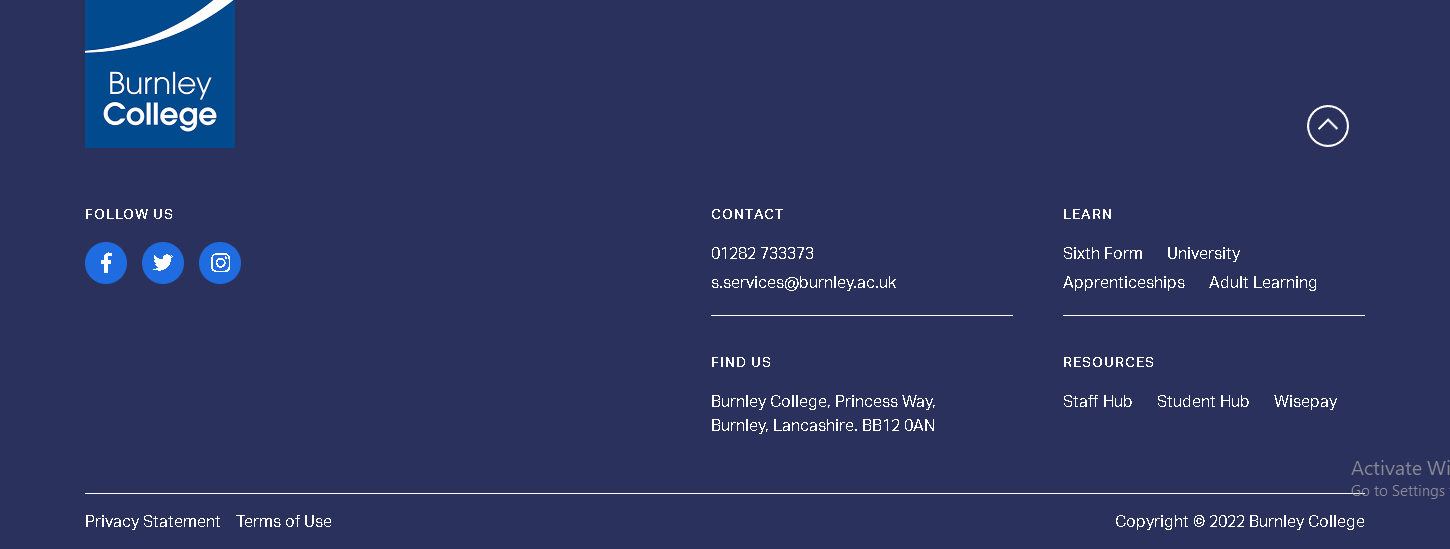 Burnley
College
FOLLOW US
CONTACT
01282 733373
s.services@burnley.ac.uk
LEARN
Sixth Form University
Apprenticeships Adult Learning
FIND US
Burnley College, Princess Way,
Burnley, Lancashire. BB12 0AN
RESOURCES
Staff Hub Student Hub Wisepay
Activate Wi
Go to Settings
Privacy Statement Terms of Use
Copyright © 2022 Burnley College